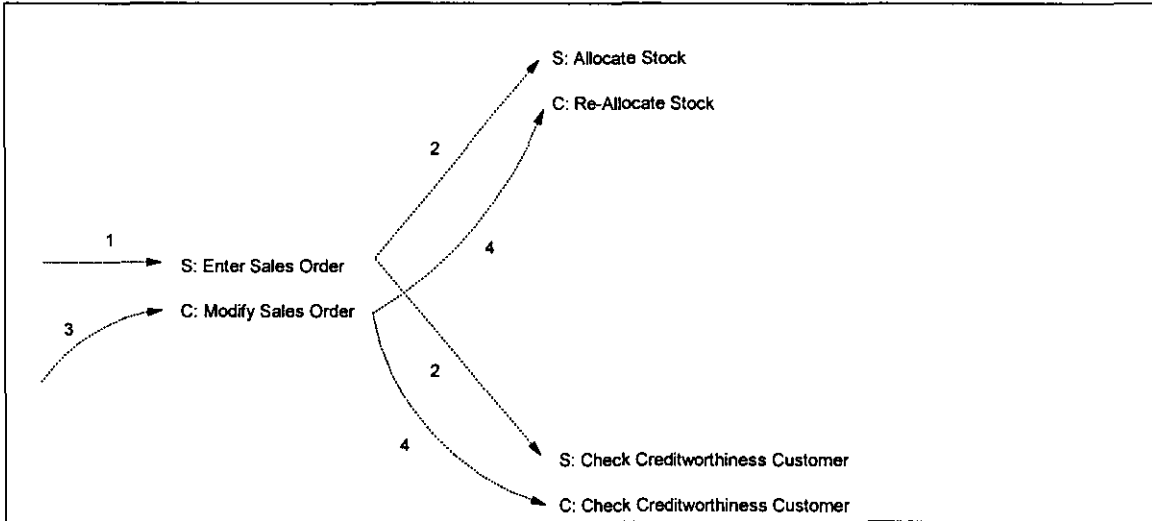 S: Allocate Stock
C: Re-Allocate Stock
2
4
1
S: Enter Sales Order
C: Modify Sales Order
3
2
4
S: Check Creditworthiness Customer
C: Check Creditworthiness Customer